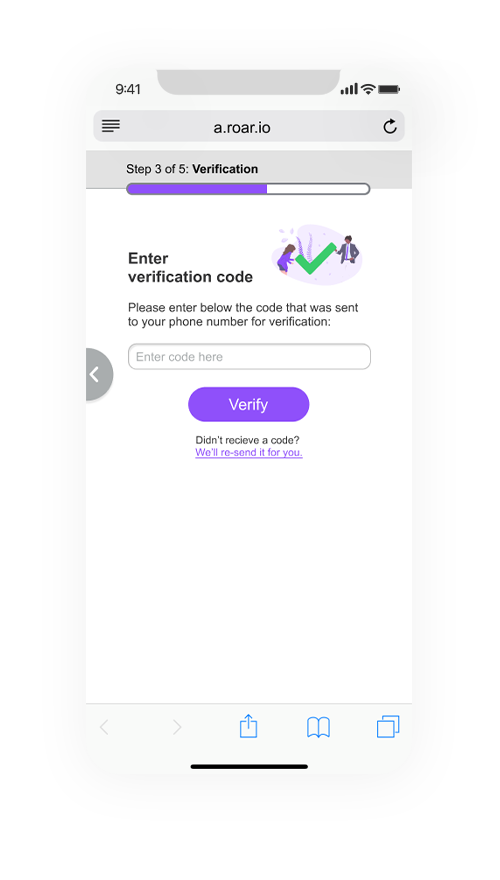 9:41
a.roar.io
Step 3 of 5: Verification
Enter
verification code
Please enter below the code that was sent
to your phone number for verification:
Enter code here
Verify
Didn't recieve a code?
We'll re-send it for you.